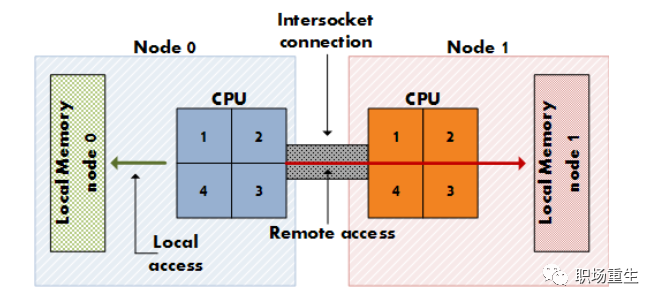 Intersocket
connection
Node 0
Node 1
CPU
CPU
Local Memory
node 0
1 2
4 3
1 2
4 3
Local Memory
node 1
Local
access
Remote access
职场重生